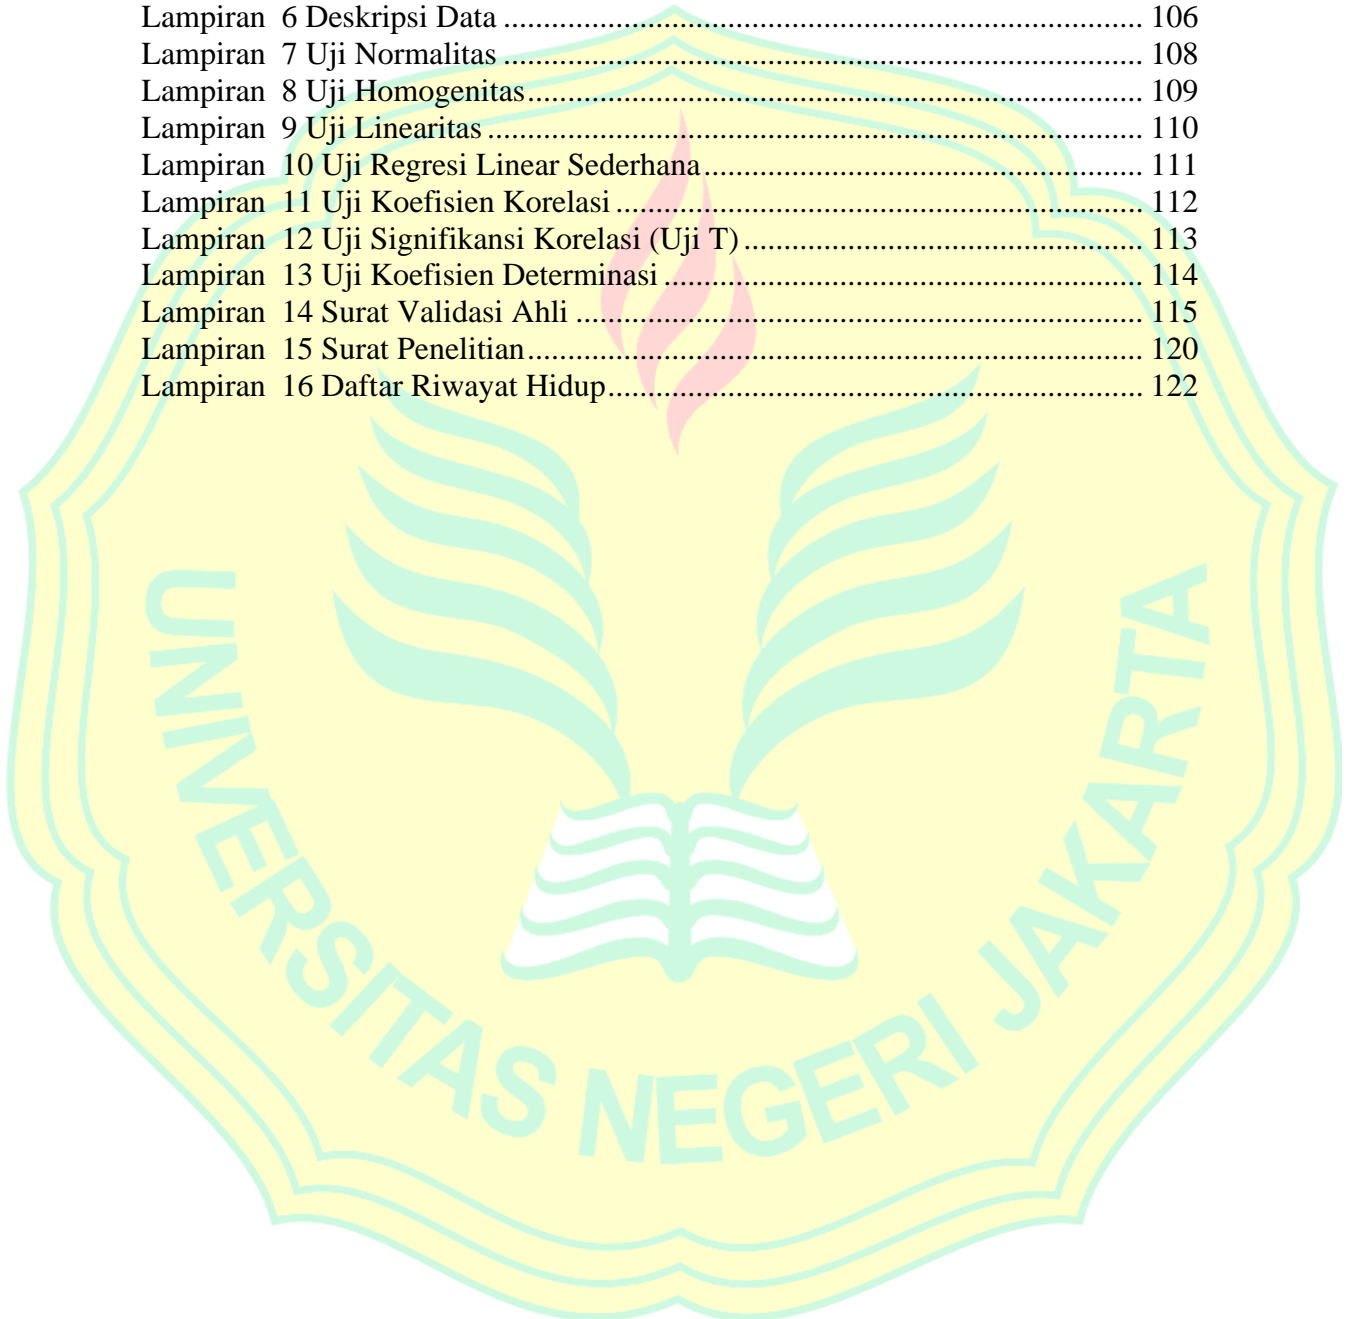 Lampiran  6 Deskripsi Data ............................................................................... 106
Lampiran  7 Uji Normalitas ............................................................................... 108
Lampiran  8 Uji Homogenitas............................................................................ 109
Lampiran  9 Uji Linearitas ................................................................................. 110
Lampiran  10 Uji Regresi Linear Sederhana...................................................... 111
Lampiran  11 Uji Koefisien Korelasi ................................................................. 112
Lampiran  12 Uji Signifikansi Korelasi (Uji T) ................................................. 113
Lampiran  13 Uji Koefisien Determinasi ........................................................... 114
Lampiran  14 Surat Validasi Ahli ...................................................................... 115
Lampiran  15 Surat Penelitian............................................................................ 120
Lampiran  16 Daftar Riwayat Hidup.................................................................. 122
UNIVERSITAS NEGERI JAKARTA